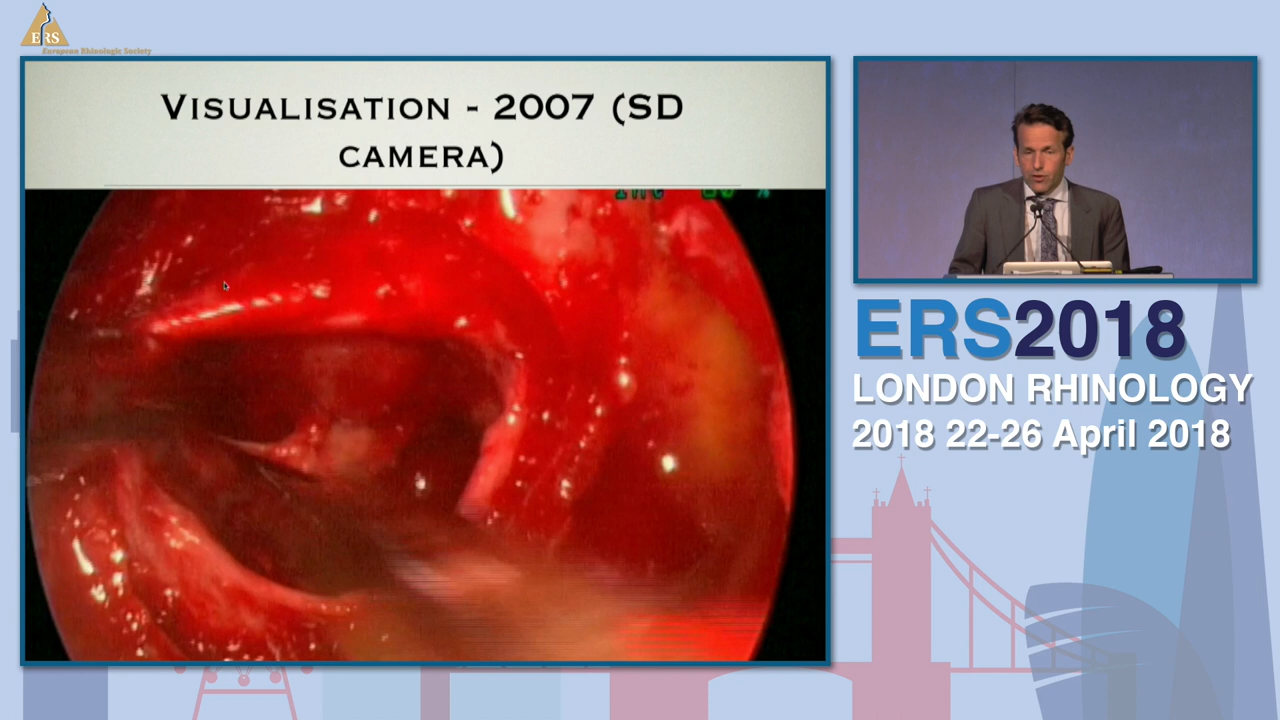 ERS
European Rhinologic Society
VISUALISATION - 2007 (SD
CAMERA)
ERS2018
LONDON RHINOLOGY
2018 22-26 April 2018